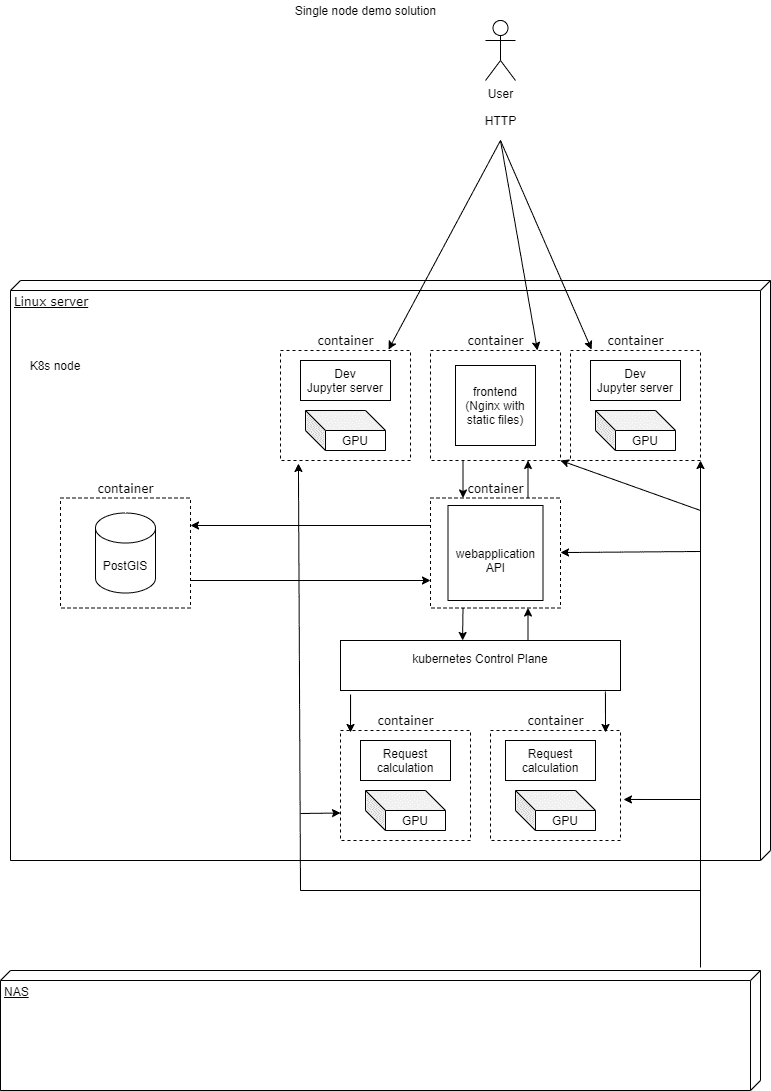 Single node demo solution
User
HTTP
Linux server
K8s node
container
Dev
Jupyter server
GPU
container
frontend
(Nginx with
static files)
container
Dev
Jupyter server
GPU
container
PostGIS
container
webapplication
API
kubernetes Control Plane
container
Request
calculation
GPU
container
Request
calculation
GPU
NAS